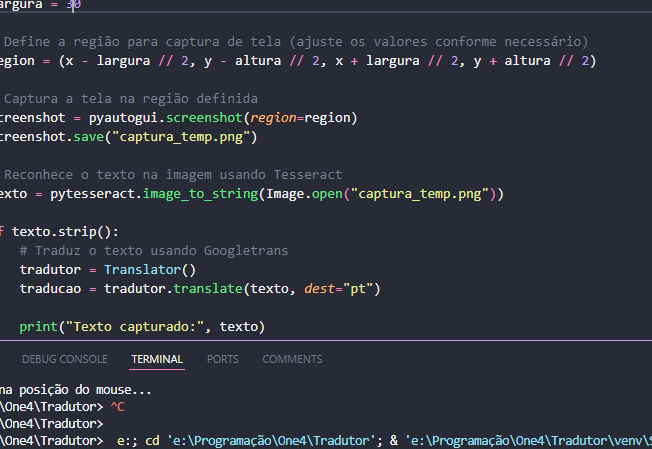 argura = 30
Define a região para captura de tela (ajuste os valores conforme necessário)
egion = (x - largura // 2, y - altura // 2, x + largura // 2, y + altura // 2)
Captura a tela na região definida
creenshot = pyautogui.screenshot(region=region)
creenshot.save("captura_temp.png")
Reconhece o texto na imagem usando Tesseract
exto = pytesseract.image_to_string(Image.open("captura_temp.png"))
f texto.strip():
# Traduz o texto usando Googletrans
tradutor = Translator()
traducao = tradutor.translate(texto, dest="pt")
print("Texto capturado:", texto)
DEBUG CONSOLE TERMINAL PORTS COMMENTS
na posição do mouse...
\One4\Tradutor> ^C
\One4\Tradutor>
\One4\Tradutor> e:; cd 'e:\Programação\One4\Tradutor'; & 'e:\Programação\One4\Tradutor\venv\S